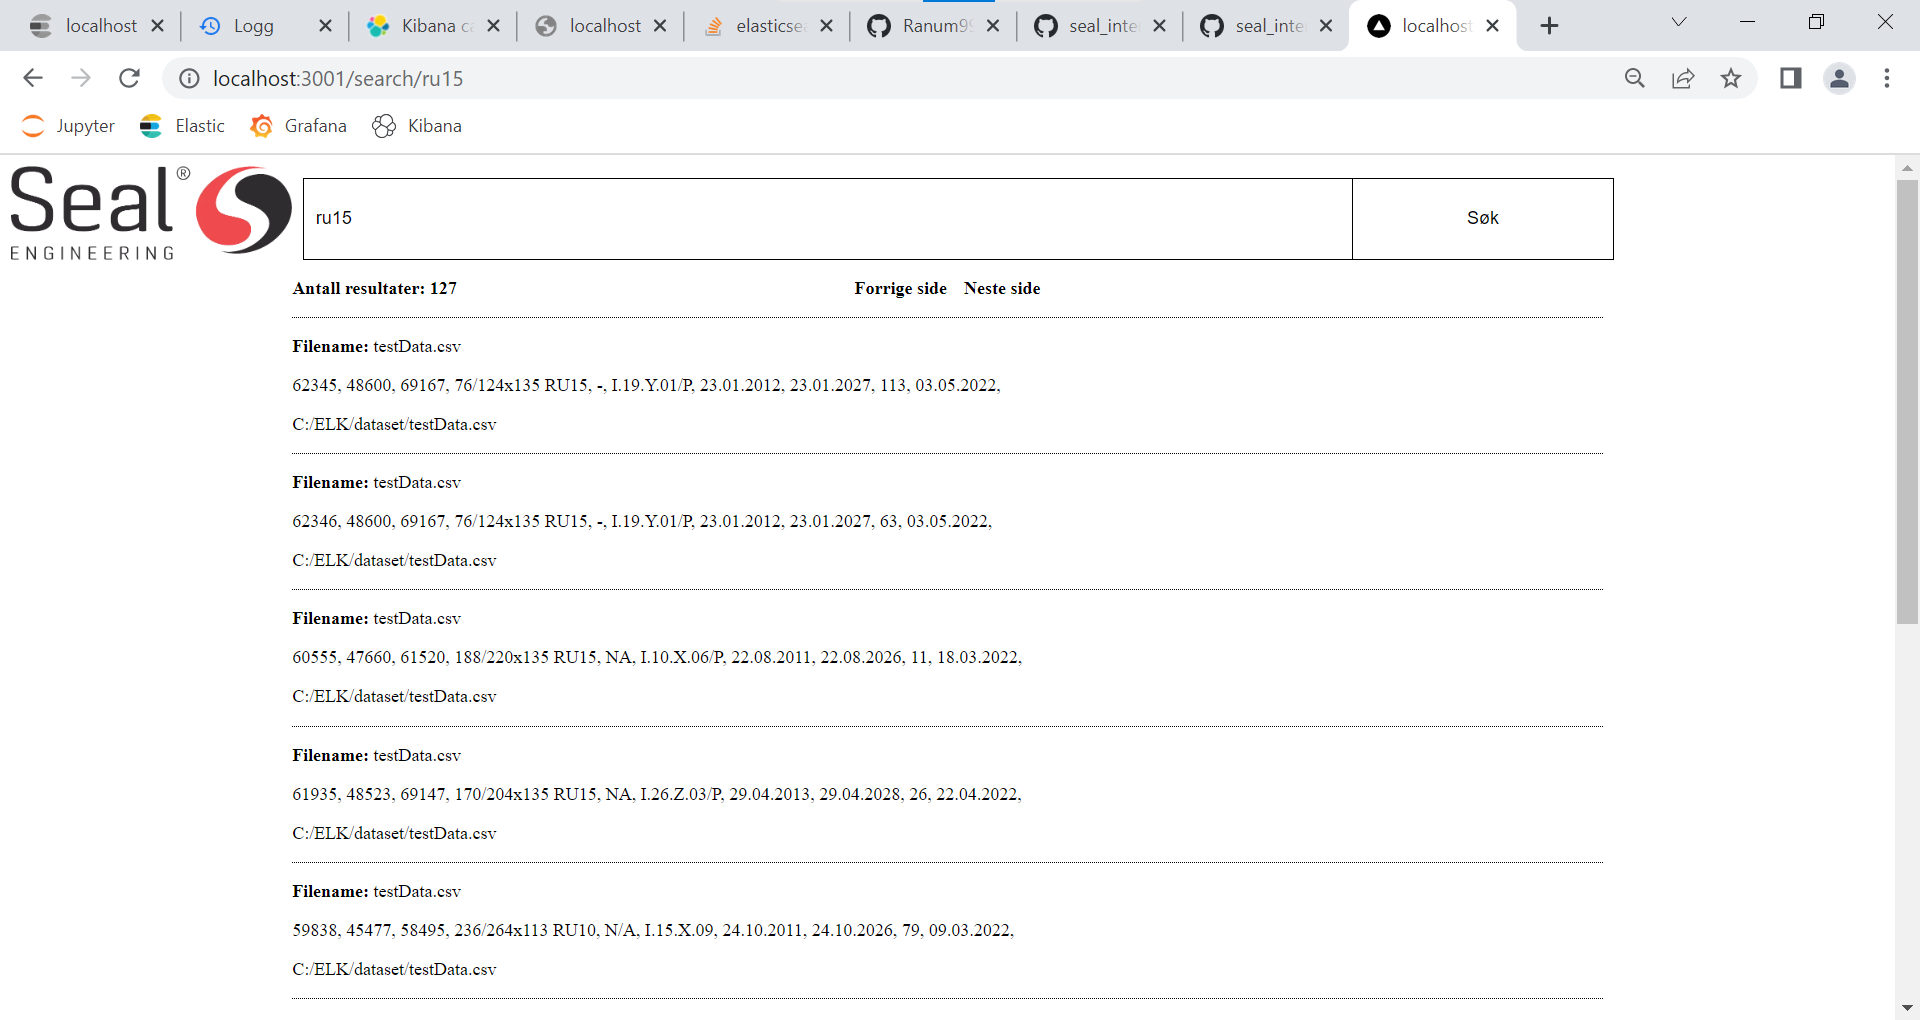 localhost Logg Kibana ca localhost elasticsea Ranum99 seal_inte seal_inte localhost
localhost:3001/search/ru15
Jupyter Elastic Grafana Kibana
Seal®
ENGINEERING
ru15 Søk
Antall resultater: 127 Forrige side Neste side
Filename: testData.csv
62345, 48600, 69167, 76/124x135 RU15, -, I.19.Y.01/P, 23.01.2012, 23.01.2027, 113, 03.05.2022,
C:/ELK/dataset/testData.csv
Filename: testData.csv
62346, 48600, 69167, 76/124x135 RU15, -, I.19.Y.01/P, 23.01.2012, 23.01.2027, 63, 03.05.2022,
C:/ELK/dataset/testData.csv
Filename: testData.csv
60555, 47660, 61520, 188/220x135 RU15, NA, I.10.X.06/P, 22.08.2011, 22.08.2026, 11, 18.03.2022,
C:/ELK/dataset/testData.csv
Filename: testData.csv
61935, 48523, 69147, 170/204x135 RU15, NA, I.26.Z.03/P, 29.04.2013, 29.04.2028, 26, 22.04.2022,
C:/ELK/dataset/testData.csv
Filename: testData.csv
59838, 45477, 58495, 236/264x113 RU10, N/A, I.15.X.09, 24.10.2011, 24.10.2026, 79, 09.03.2022,
C:/ELK/dataset/testData.csv